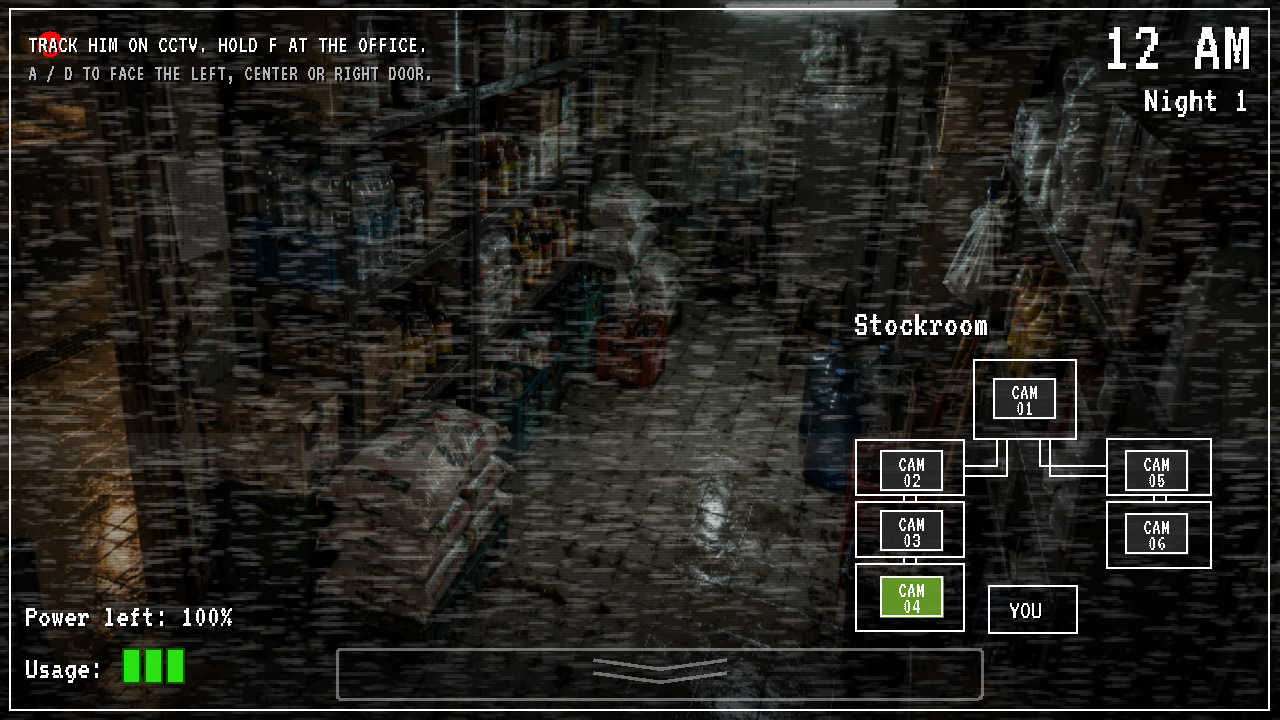 TRACK HIM ON CCTV. HOLD F AT THE OFFICE.
A / D TO FACE THE LEFT, CENTER OR RIGHT DOOR.
12 AM
Night 1
Stockroom
CAM
01
CAM
02
CAM
05
CAM
03
CAM
06
CAM
04
YOU
Power left: 100%
Usage: